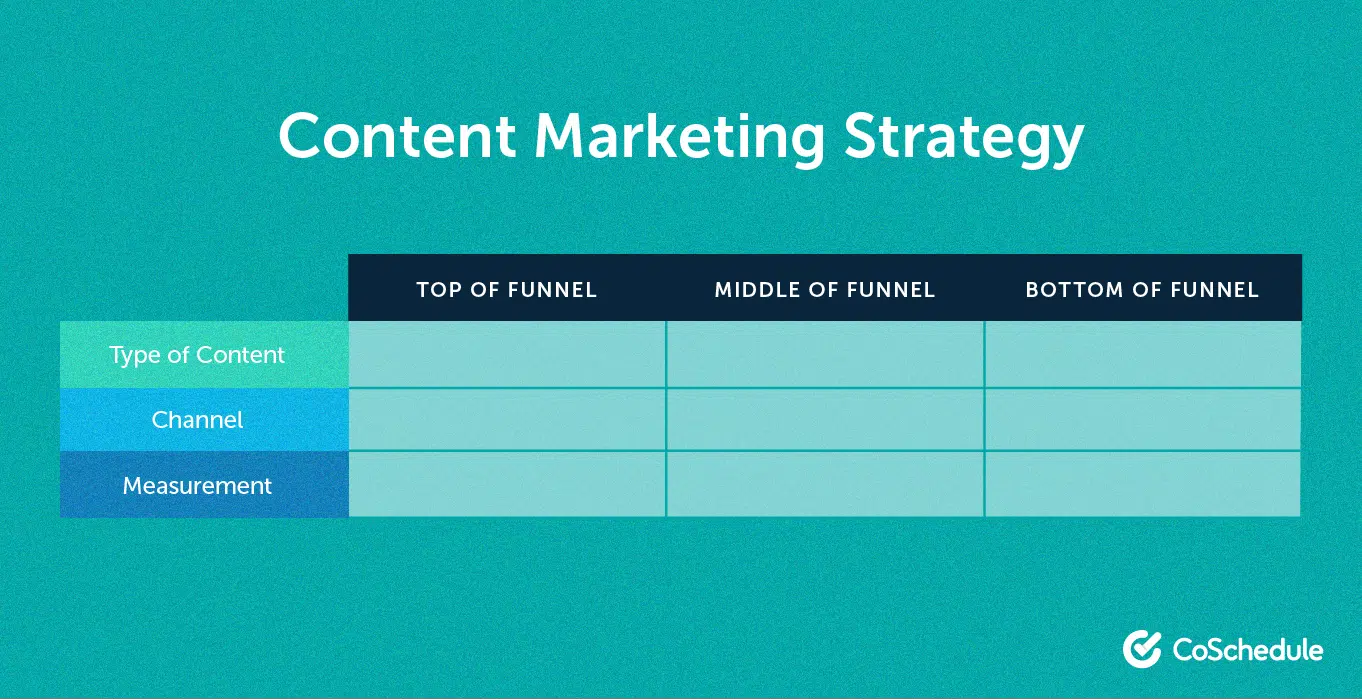 Content Marketing Strategy
TOP OF FUNNEL MIDDLE OF FUNNEL BOTTOM OF FUNNEL
Type of Content
Channel
Measurement
CoSchedule